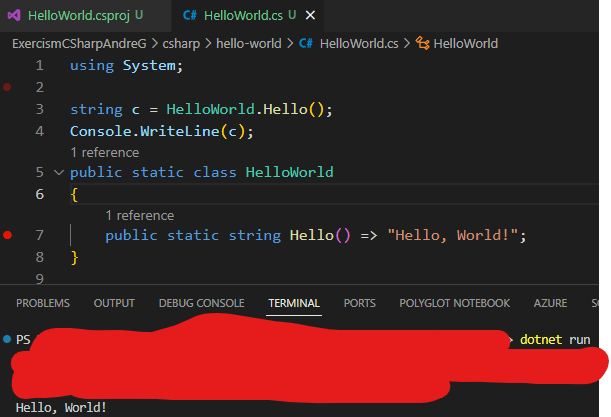 HelloWorld.csproj U HelloWorld.cs U
ExercismCSharpAndreG > csharp > hello-world > C# HelloWorld.cs > HelloWorld
1 using System;
2
3 string c = HelloWorld.Hello();
4 Console.WriteLine(c);
1 reference
5 public static class HelloWorld
6 {
1 reference
7 public static string Hello() => "Hello, World!";
8 }
9
PROBLEMS OUTPUT DEBUG CONSOLE TERMINAL PORTS POLYGLOT NOTEBOOK AZURE
PS > dotnet run
Hello, World!